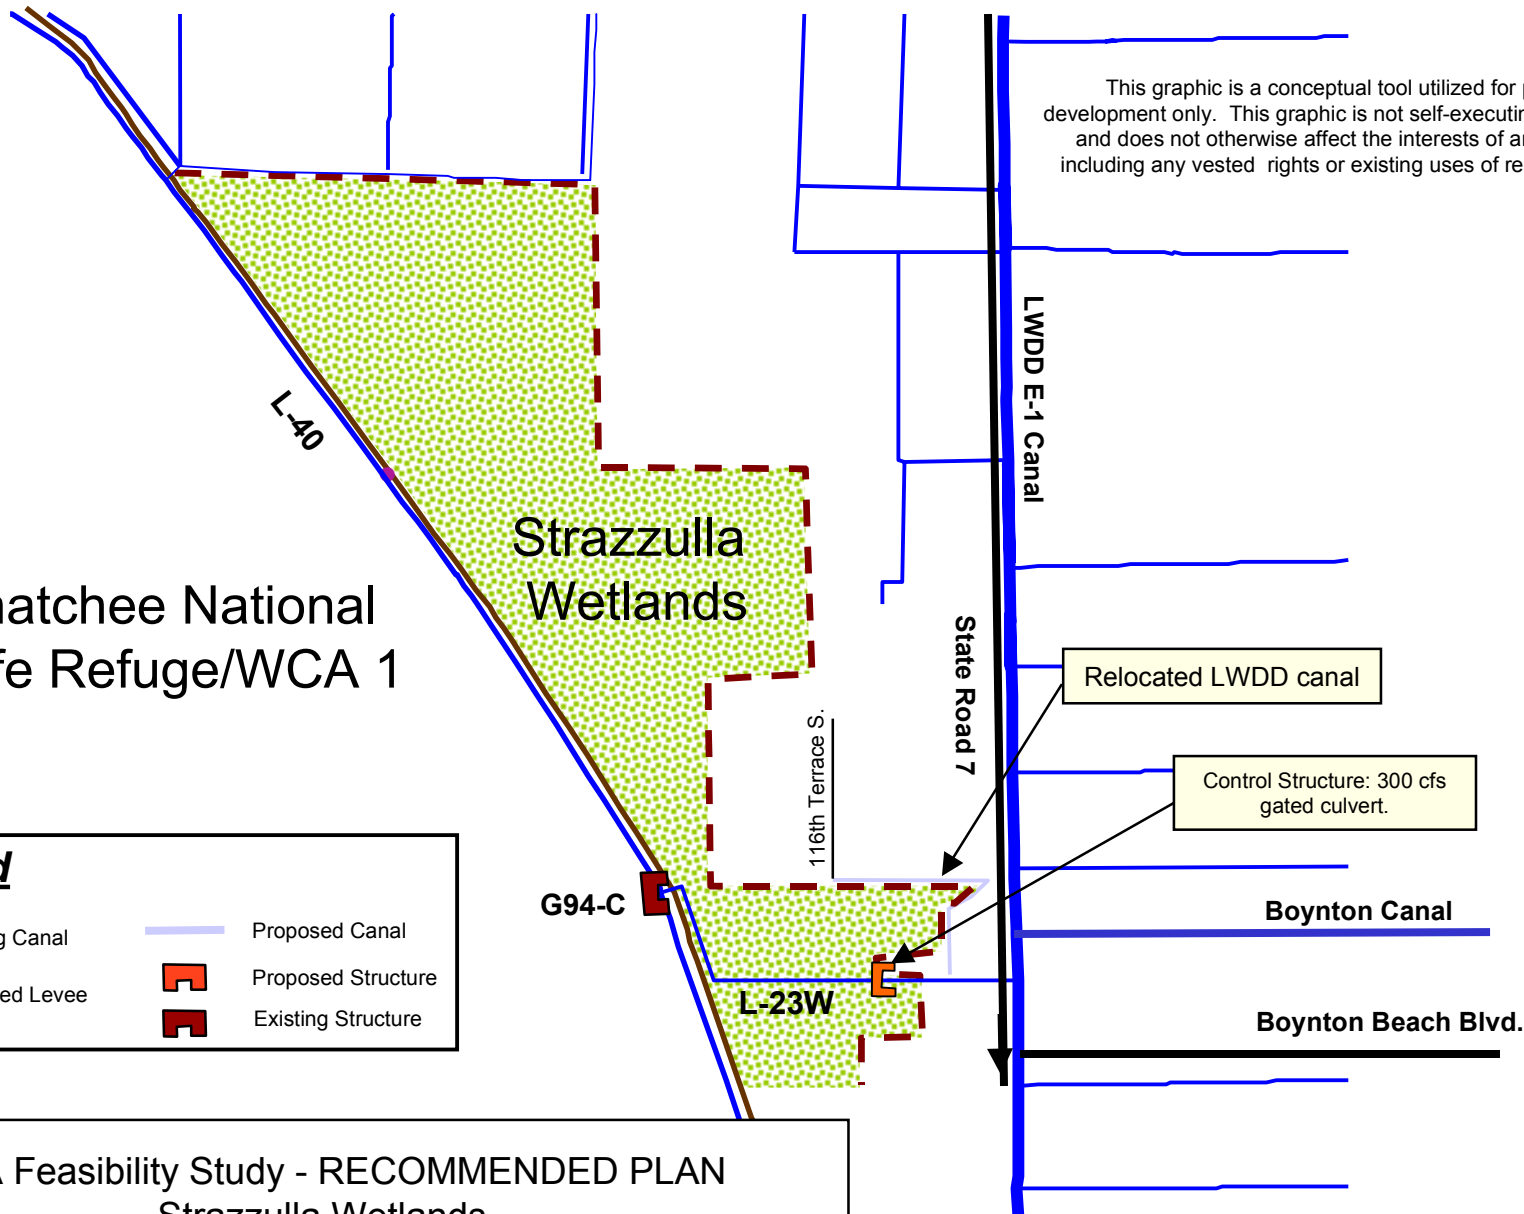 This graphic is a conceptual tool utilized for
development only. This graphic is not self-executin
and does not otherwise affect the interests of
including any vested rights or existing uses of
LWDD E-1 Canal
L-40
Strazzulla
Wetlands
natchee National
fe Refuge/WCA 1
State Road 7
Relocated LWDD canal
116th Terrace S.
Control Structure: 300 cfs
gated culvert.
G94-C
Boynton Canal
L-23W
Boynton Beach Blvd.
d
g Canal
Proposed Canal
Proposed Structure
ed Levee
Existing Structure
A Feasibility Study - RECOMMENDED PLAN
Strazzulla Wetlands